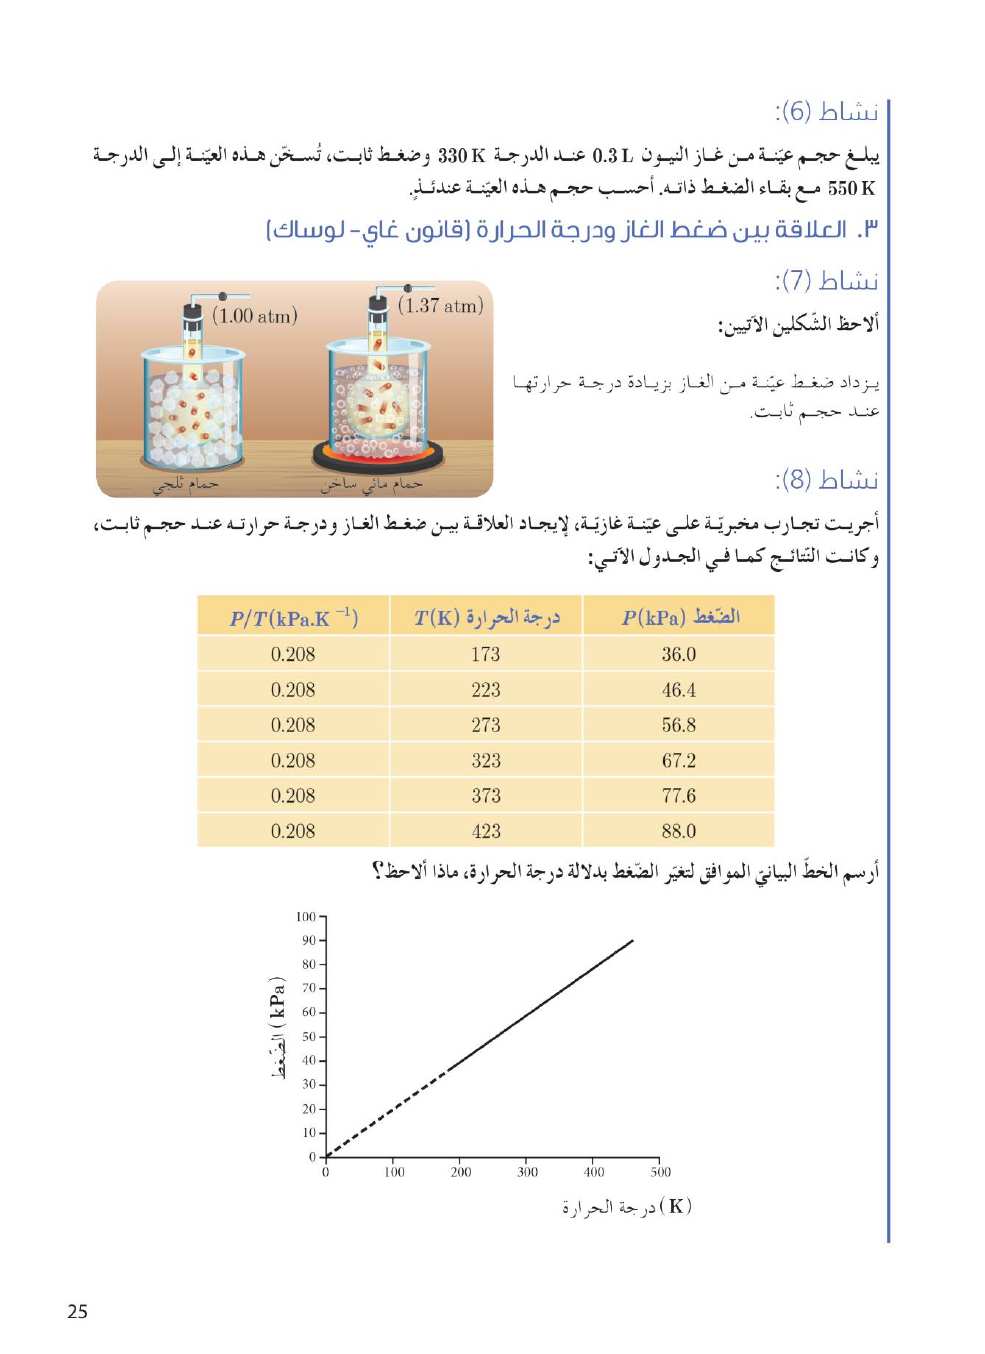 نشاط (6):
يبلغ حجم عيّنة من غاز النيون 0.3 L عند الدرجة 330 K وضغط ثابت، تُسخّن هذه العيّنة إلى الدرجة
550 K مع بقاء الضغط ذاته. أحسب حجم هذه العيّنة عندئذٍ.
٣. العلاقة بين ضغط الغاز ودرجة الحرارة (قانون غاي- لوساك)
نشاط (7):
ألاحظ الشّكلين الآتيين:
يزداد ضغط عيّنة من الغاز بزيادة درجة حرارتها
عند حجم ثابت.
(1.00 atm)
(1.37 atm)
حمام ثلجي
حمام مائي ساخن
نشاط (8):
أجريت تجارب مخبريّة على عيّنة غازيّة، لإيجاد العلاقة بين ضغط الغاز ودرجة حرارته عند حجم ثابت،
وكانت النّتائج كما في الجدول الآتي:
الضّغط P(kPa) درجة الحرارة T(K) P/T(kPa.K⁻¹)
36.0 173 0.208
46.4 223 0.208
56.8 273 0.208
67.2 323 0.208
77.6 373 0.208
88.0 423 0.208
أرسم الخطّ البيانيّ الموافق لتغيّر الضّغط بدلالة درجة الحرارة، ماذا ألاحظ؟
100
90
80
70
60
50
40
30
20
10
0
الضّغط (kPa)
0 100 200 300 400 500
درجة الحرارة (K)
25